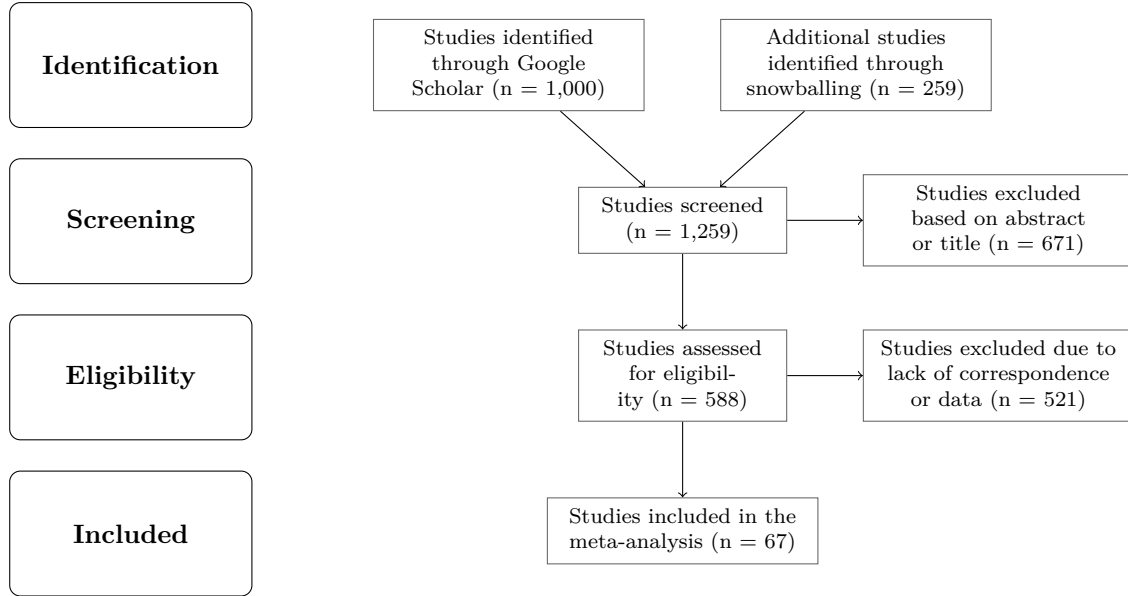 Identification
Studies identified
through Google
Scholar (n = 1,000)
Additional studies
identified through
snowballing (n = 259)
Screening
Studies screened
(n = 1,259)
Studies excluded
based on abstract
or title (n = 671)
Eligibility
Studies assessed
for eligibil-
ity (n = 588)
Studies excluded due to
lack of correspondence
or data (n = 521)
Included
Studies included in the
meta-analysis (n = 67)